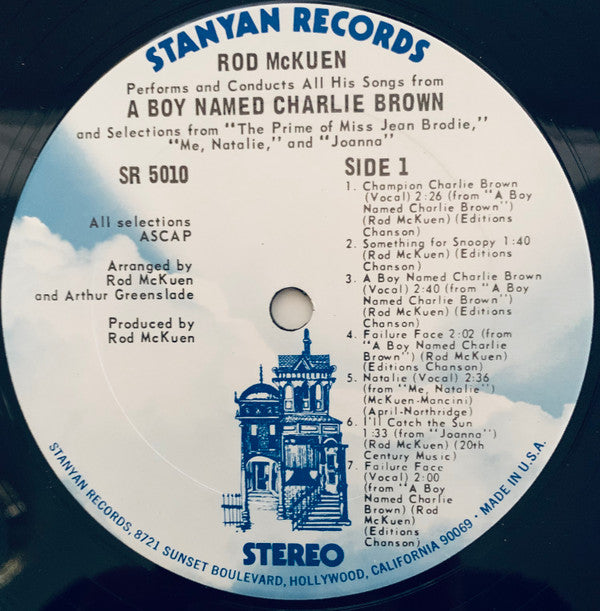 STANYAN RECORDS
ROD McKUEN
Performs and Conducts All His Songs from
A BOY NAMED CHARLIE BROWN
and Selections from "The Prime of Miss Jean Brodie,"
"Me, Natalie," and "Joanna"
SR 5010
All selections
ASCAP
Arranged by
Rod McKuen
and Arthur Greenslade
Produced by
Rod McKuen
SIDE 1
1. Champion Charlie Brown
(Vocal) 2:26 (from "A Boy
Named Charlie Brown")
(Rod McKuen) (Editions
Chanson)
2. Something for Snoopy 1:40
(Rod McKuen) (Editions
Chanson)
3. A Boy Named Charlie Brown
(Vocal) 2:40 (from "A Boy
Named Charlie Brown")
(Rod McKuen) (Editions
Chanson)
4. Failure Face 2:02 (from
"A Boy Named Charlie
Brown") (Rod McKuen)
(Editions Chanson)
5. Natalie (Vocal) 2:36
(from "Me, Natalie")
(McKuen-Mancini)
(April-Northridge)
6. I'll Catch the Sun
1:33 (from "Joanna")
(Rod McKuen) (20th
Century Music)
7. Failure Face
(Vocal) 2:00
(from "A Boy
Named Charlie
Brown) (Rod
McKuen)
(Editions
Chanson)
STEREO
STANYAN RECORDS, 8721 SUNSET BOULEVARD, HOLLYWOOD, CALIFORNIA 90069 · MADE IN U.S.A.